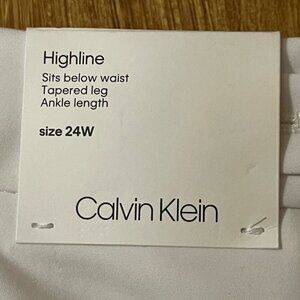 Highline
Sits below waist
Tapered leg
Ankle length
size 24W
Calvin Klein